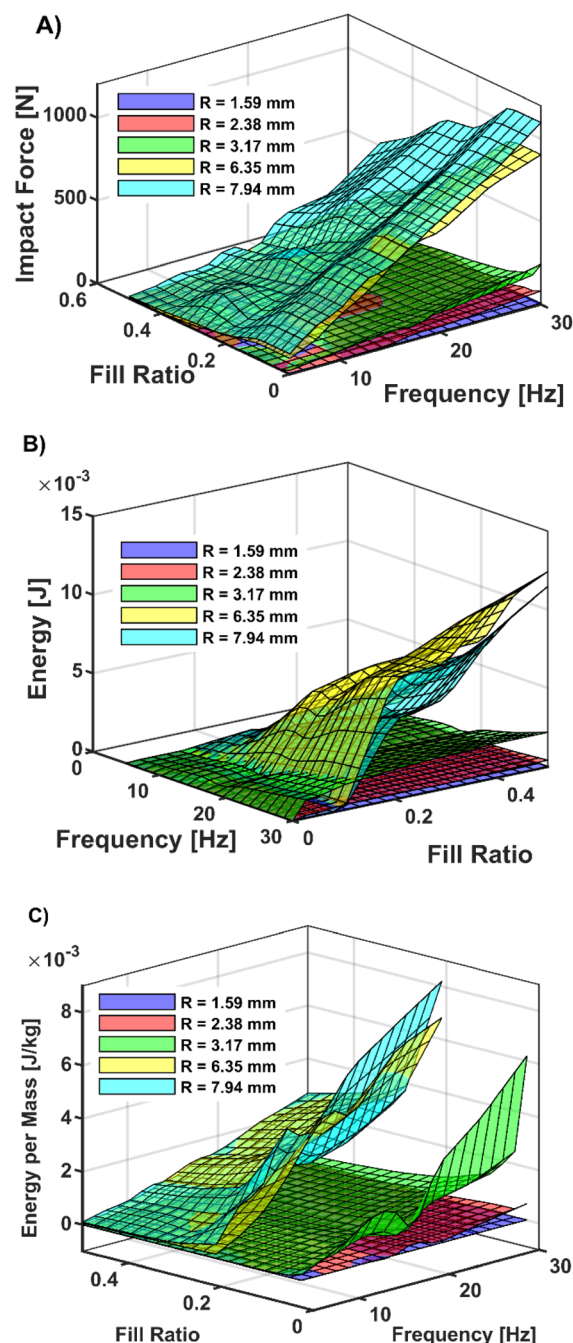 A)
Impact Force [N]
1000
500
0
R = 1.59 mm
R = 2.38 mm
R = 3.17 mm
R = 6.35 mm
R = 7.94 mm
0.6
0.4
0.2
0
Fill Ratio
10
20
30
Frequency [Hz]
B)
×10⁻³
15
10
5
0
Energy [J]
R = 1.59 mm
R = 2.38 mm
R = 3.17 mm
R = 6.35 mm
R = 7.94 mm
0
10
20
30
Frequency [Hz]
0
0.2
0.4
Fill Ratio
C)
×10⁻³
8
6
4
2
0
Energy per Mass [J/kg]
R = 1.59 mm
R = 2.38 mm
R = 3.17 mm
R = 6.35 mm
R = 7.94 mm
0.4
0.2
0
Fill Ratio
10
20
30
Frequency [Hz]